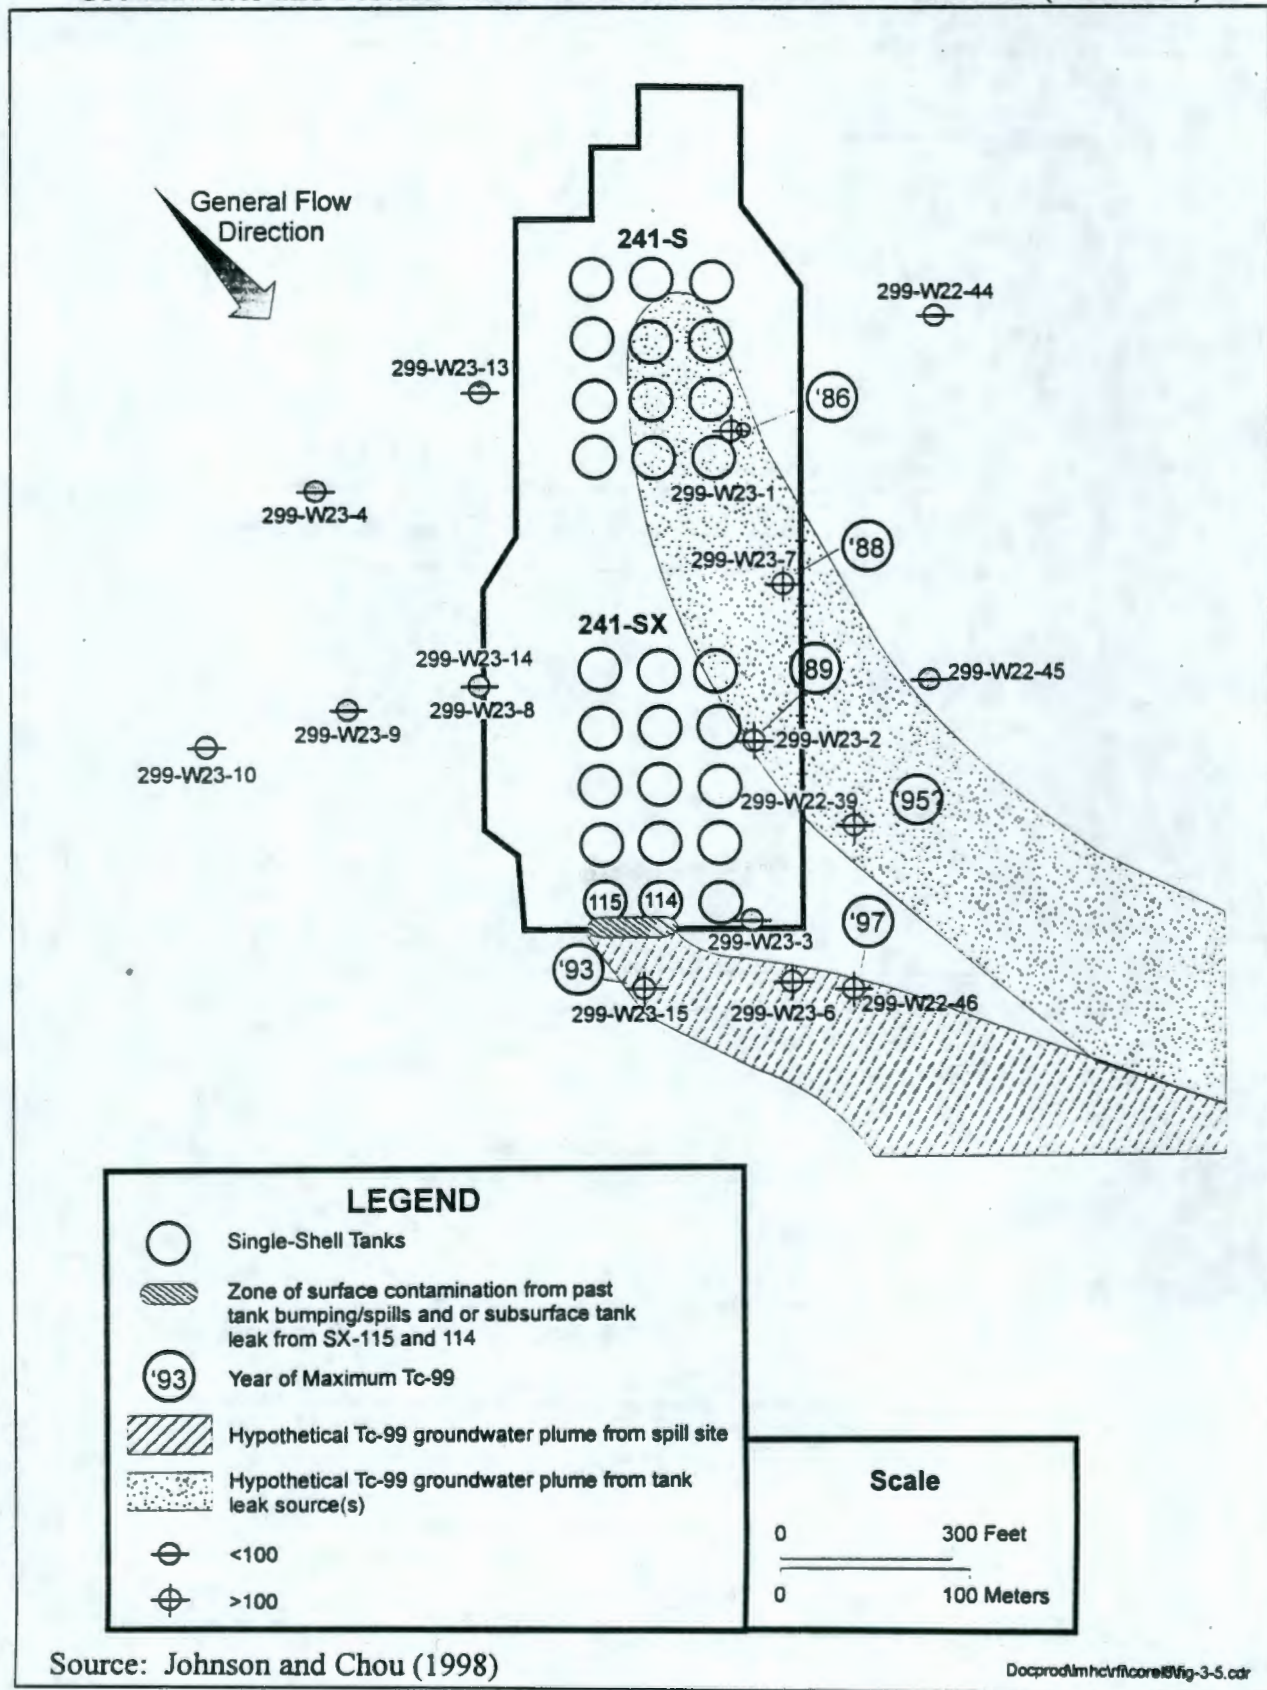 General Flow
Direction
241-S
299-W22-44
299-W23-13
'86
299-W23-4
299-W23-1
'88
299-W23-7
241-SX
299-W23-14
'89
299-W22-45
299-W23-8
299-W23-9
299-W23-2
299-W23-10
299-W22-39
'95?
115
114
'97
299-W23-3
'93
299-W23-15
299-W23-6
299-W22-46
LEGEND
Single-Shell Tanks
Zone of surface contamination from past
tank bumping/spills and or subsurface tank
leak from SX-115 and 114
'93
Year of Maximum Tc-99
Hypothetical Tc-99 groundwater plume from spill site
Hypothetical Tc-99 groundwater plume from tank
leak source(s)
<100
>100
Scale
0 300 Feet
0 100 Meters
Source: Johnson and Chou (1998)